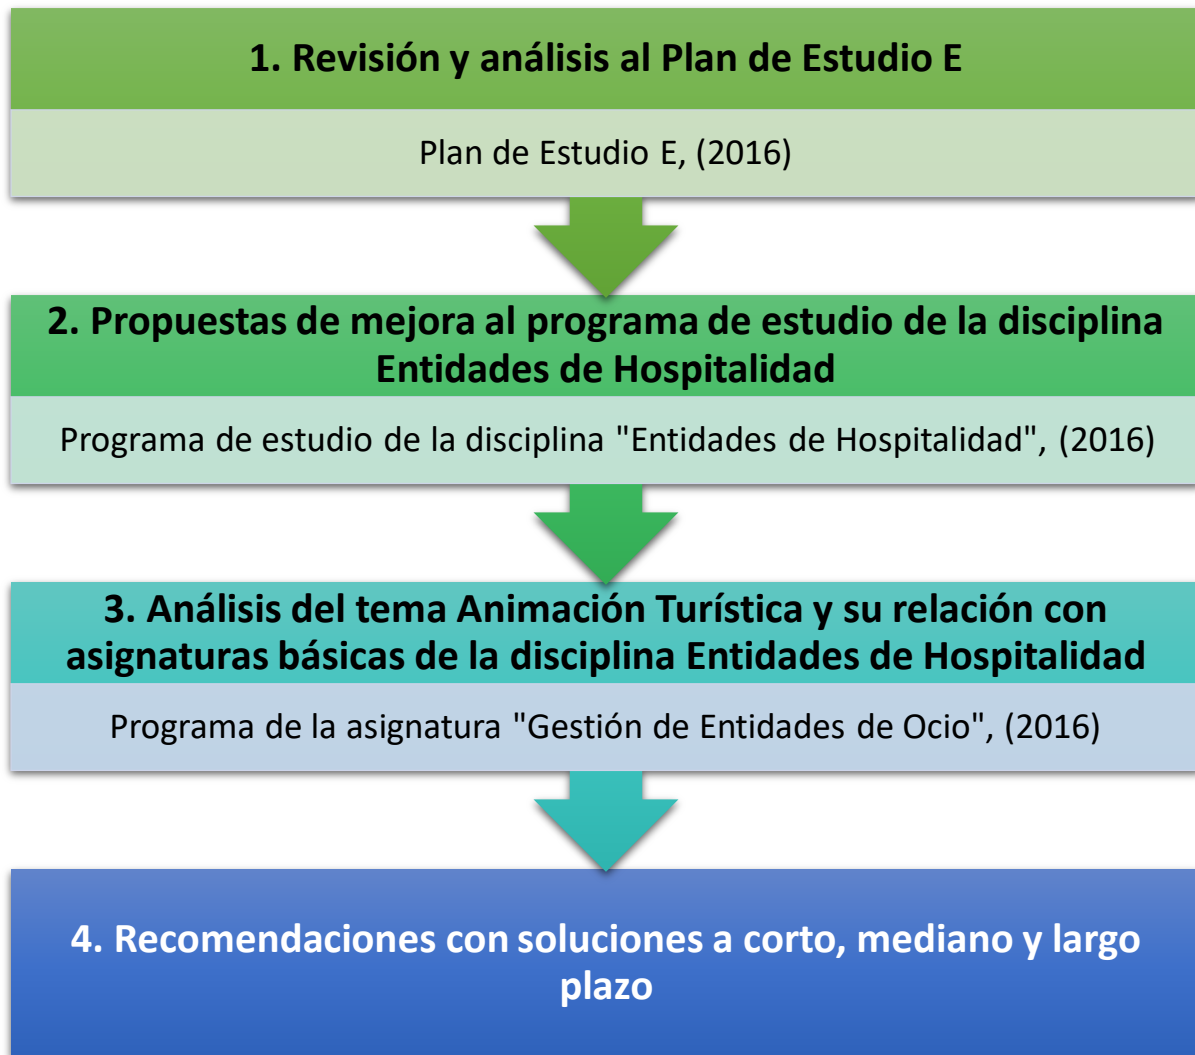 1. Revisión y análisis al Plan de Estudio E
Plan de Estudio E, (2016)
2. Propuestas de mejora al programa de estudio de la disciplina
Entidades de Hospitalidad
Programa de estudio de la disciplina "Entidades de Hospitalidad", (2016)
3. Análisis del tema Animación Turística y su relación con
asignaturas básicas de la disciplina Entidades de Hospitalidad
Programa de la asignatura "Gestión de Entidades de Ocio", (2016)
4. Recomendaciones con soluciones a corto, mediano y largo
plazo